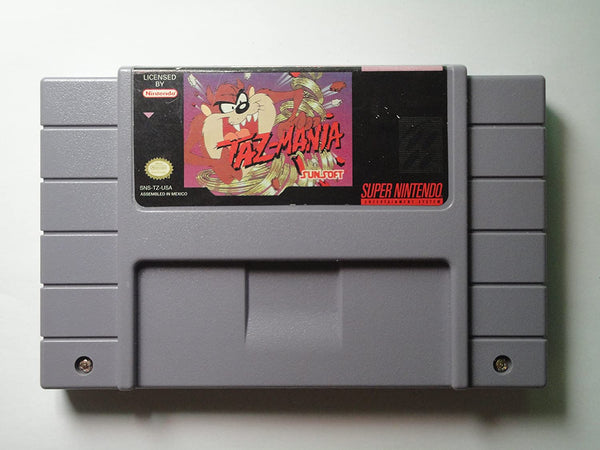 LICENSED
BY
Nintendo
SNS-TZ-USA
ASSEMBLED IN MEXICO
TAZ-MANIA
SUNSOFT
SUPER NINTENDO
ENTERTAINMENT SYSTEM